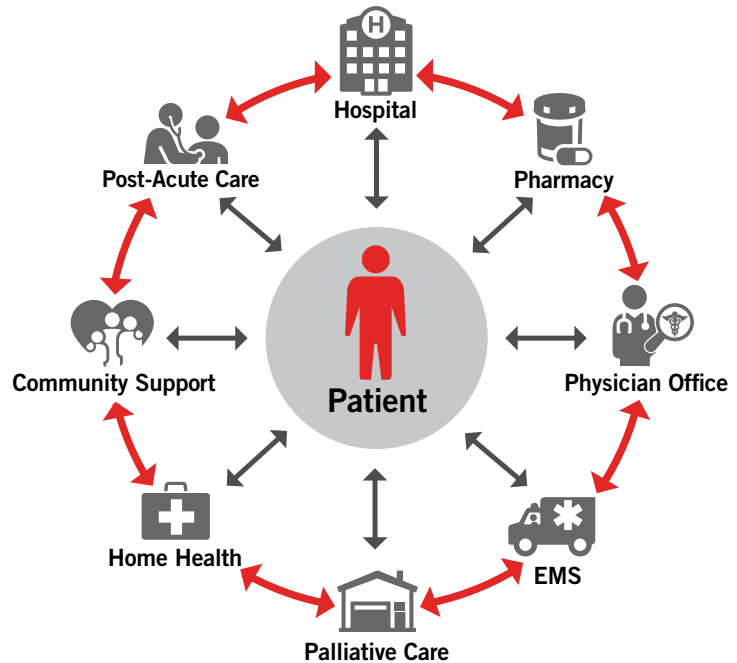 H
Hospital
Post-Acute Care
Pharmacy
Community Support
Patient
Physician Office
Home Health
EMS
Palliative Care